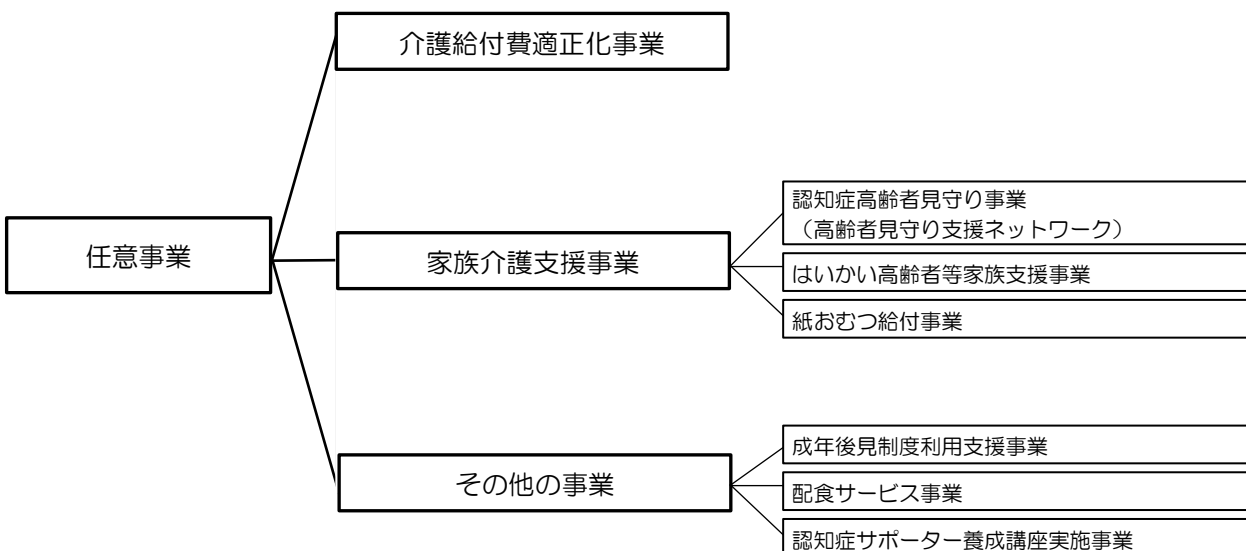 介護給付費適正化事業
任意事業
家族介護支援事業
認知症高齢者見守り事業
（高齢者見守り支援ネットワーク）
はいかい高齢者等家族支援事業
紙おむつ給付事業
その他の事業
成年後見制度利用支援事業
配食サービス事業
認知症サポーター養成講座実施事業